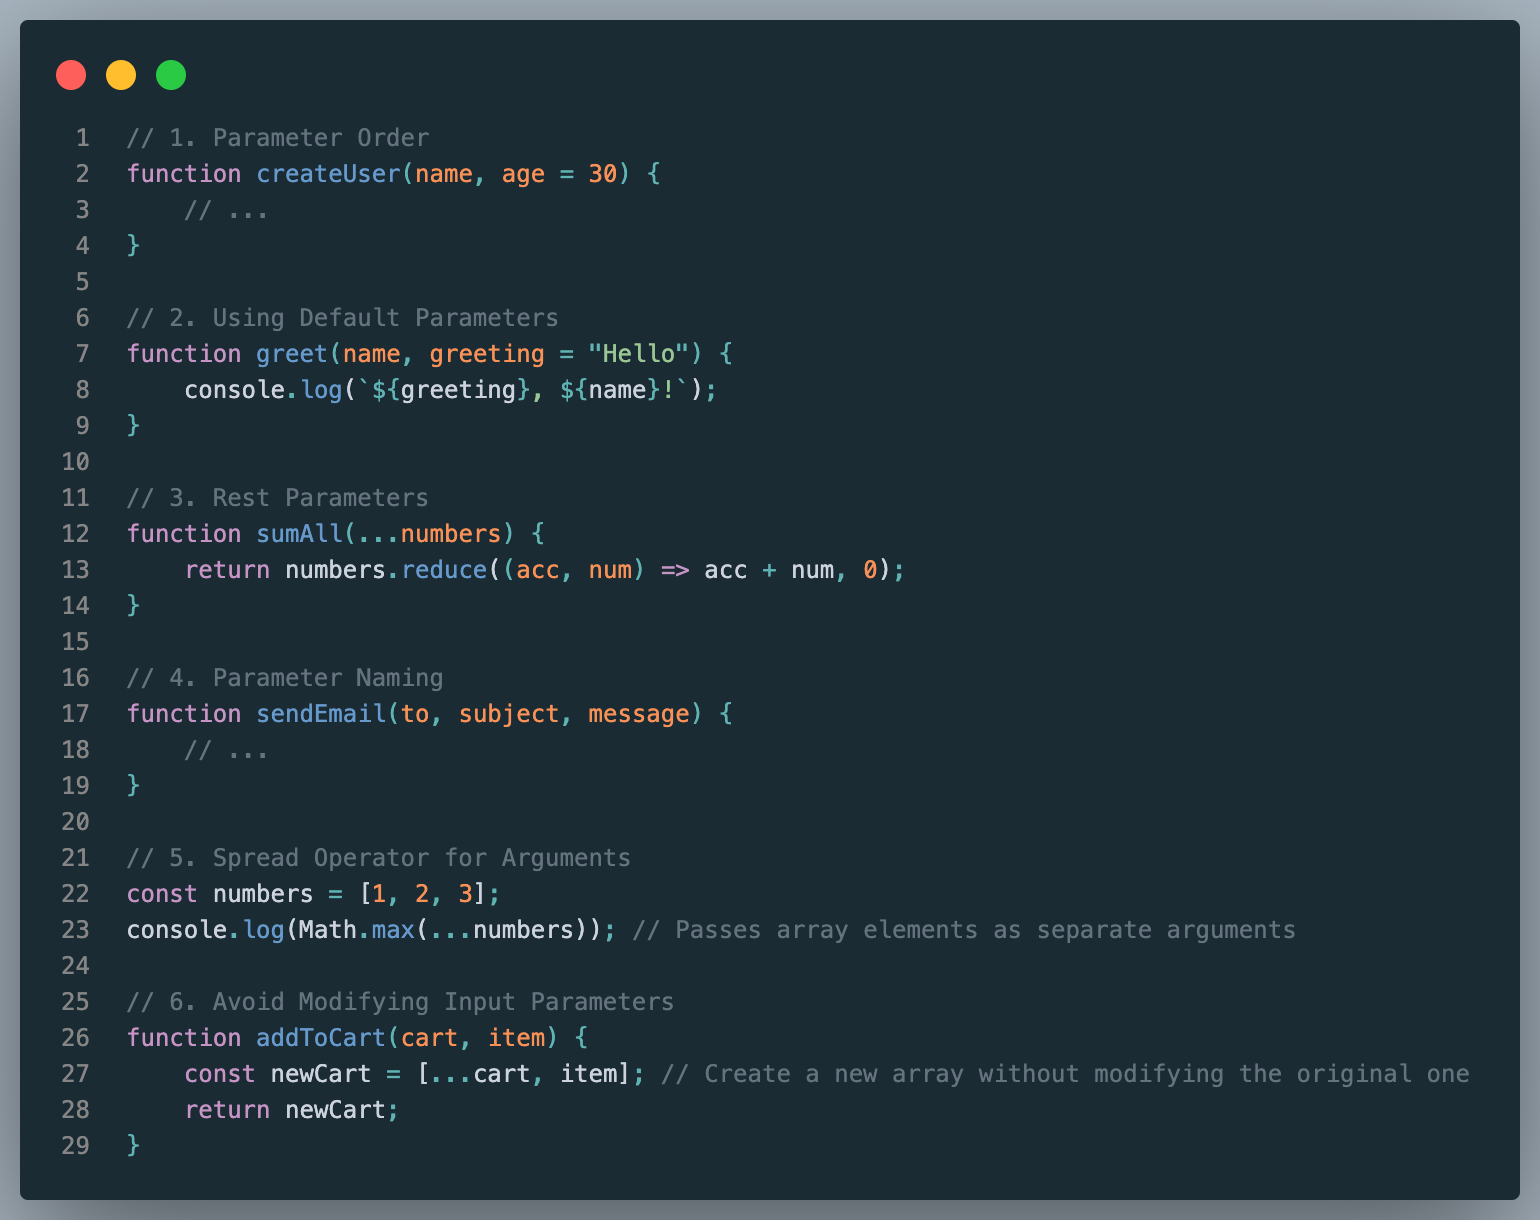 1 // 1. Parameter Order
2 function createUser(name, age = 30) {
3     // ...
4 }
5
6 // 2. Using Default Parameters
7 function greet(name, greeting = "Hello") {
8     console.log(`${greeting}, ${name}!`);
9 }
10
11 // 3. Rest Parameters
12 function sumAll(...numbers) {
13     return numbers.reduce((acc, num) => acc + num, 0);
14 }
15
16 // 4. Parameter Naming
17 function sendEmail(to, subject, message) {
18     // ...
19 }
20
21 // 5. Spread Operator for Arguments
22 const numbers = [1, 2, 3];
23 console.log(Math.max(...numbers)); // Passes array elements as separate arguments
24
25 // 6. Avoid Modifying Input Parameters
26 function addToCart(cart, item) {
27     const newCart = [...cart, item]; // Create a new array without modifying the original one
28     return newCart;
29 }